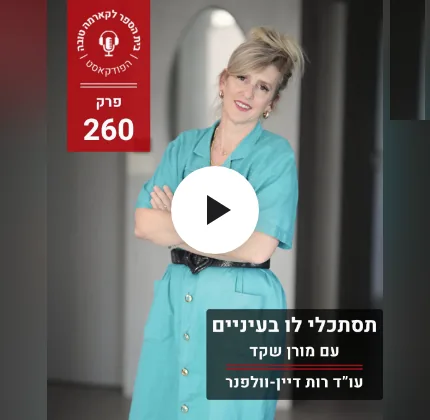 בית הספר לקארמה טובה
| הפודקאסט |
פרק
260
תסתכלי לו בעיניים
עם מורן שקד
עו"ד רות דיין-וולפנר